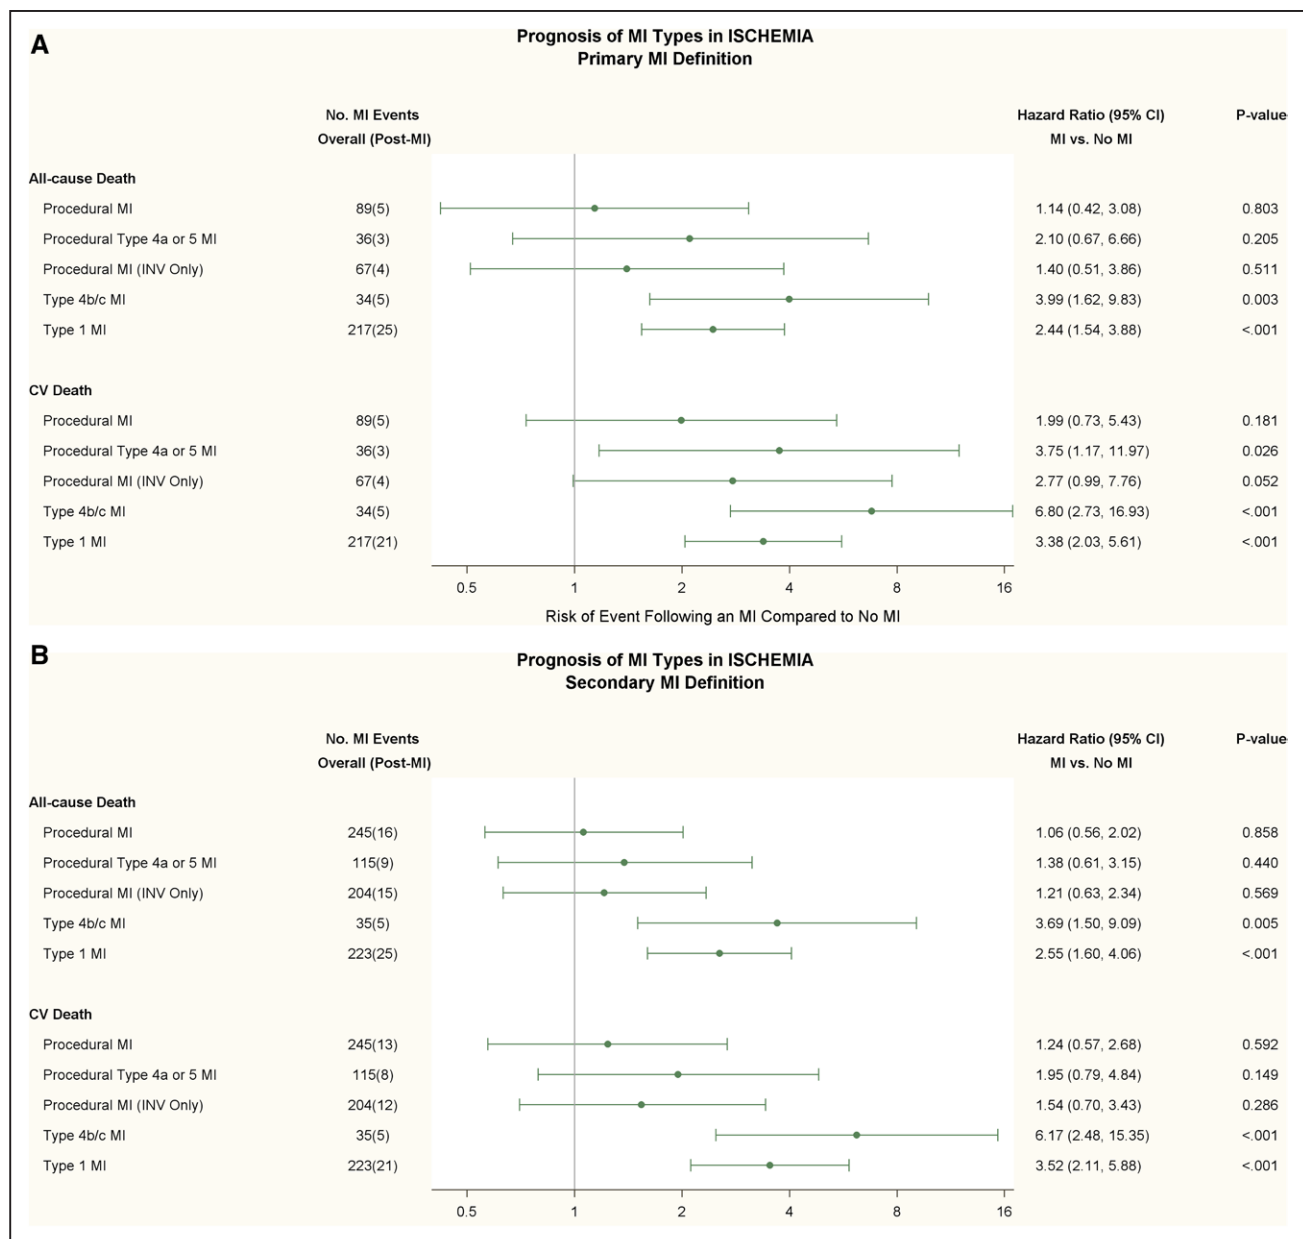 A
Prognosis of MI Types in ISCHEMIA
Primary MI Definition
No. MI Events Hazard Ratio (95% CI) P-value
Overall (Post-MI) MI vs. No MI
All-cause Death
Procedural MI 89(5) 1.14 (0.42, 3.08) 0.803
Procedural Type 4a or 5 MI 36(3) 2.10 (0.67, 6.66) 0.205
Procedural MI (INV Only) 67(4) 1.40 (0.51, 3.86) 0.511
Type 4b/c MI 34(5) 3.99 (1.62, 9.83) 0.003
Type 1 MI 217(25) 2.44 (1.54, 3.88) <.001
CV Death
Procedural MI 89(5) 1.99 (0.73, 5.43) 0.181
Procedural Type 4a or 5 MI 36(3) 3.75 (1.17, 11.97) 0.026
Procedural MI (INV Only) 67(4) 2.77 (0.99, 7.76) 0.052
Type 4b/c MI 34(5) 6.80 (2.73, 16.93) <.001
Type 1 MI 217(21) 3.38 (2.03, 5.61) <.001
0.5 1 2 4 8 16
Risk of Event Following an MI Compared to No MI
B
Prognosis of MI Types in ISCHEMIA
Secondary MI Definition
No. MI Events Hazard Ratio (95% CI) P-value
Overall (Post-MI) MI vs. No MI
All-cause Death
Procedural MI 245(16) 1.06 (0.56, 2.02) 0.858
Procedural Type 4a or 5 MI 115(9) 1.38 (0.61, 3.15) 0.440
Procedural MI (INV Only) 204(15) 1.21 (0.63, 2.34) 0.569
Type 4b/c MI 35(5) 3.69 (1.50, 9.09) 0.005
Type 1 MI 223(25) 2.55 (1.60, 4.06) <.001
CV Death
Procedural MI 245(13) 1.24 (0.57, 2.68) 0.592
Procedural Type 4a or 5 MI 115(8) 1.95 (0.79, 4.84) 0.149
Procedural MI (INV Only) 204(12) 1.54 (0.70, 3.43) 0.286
Type 4b/c MI 35(5) 6.17 (2.48, 15.35) <.001
Type 1 MI 223(21) 3.52 (2.11, 5.88) <.001
0.5 1 2 4 8 16